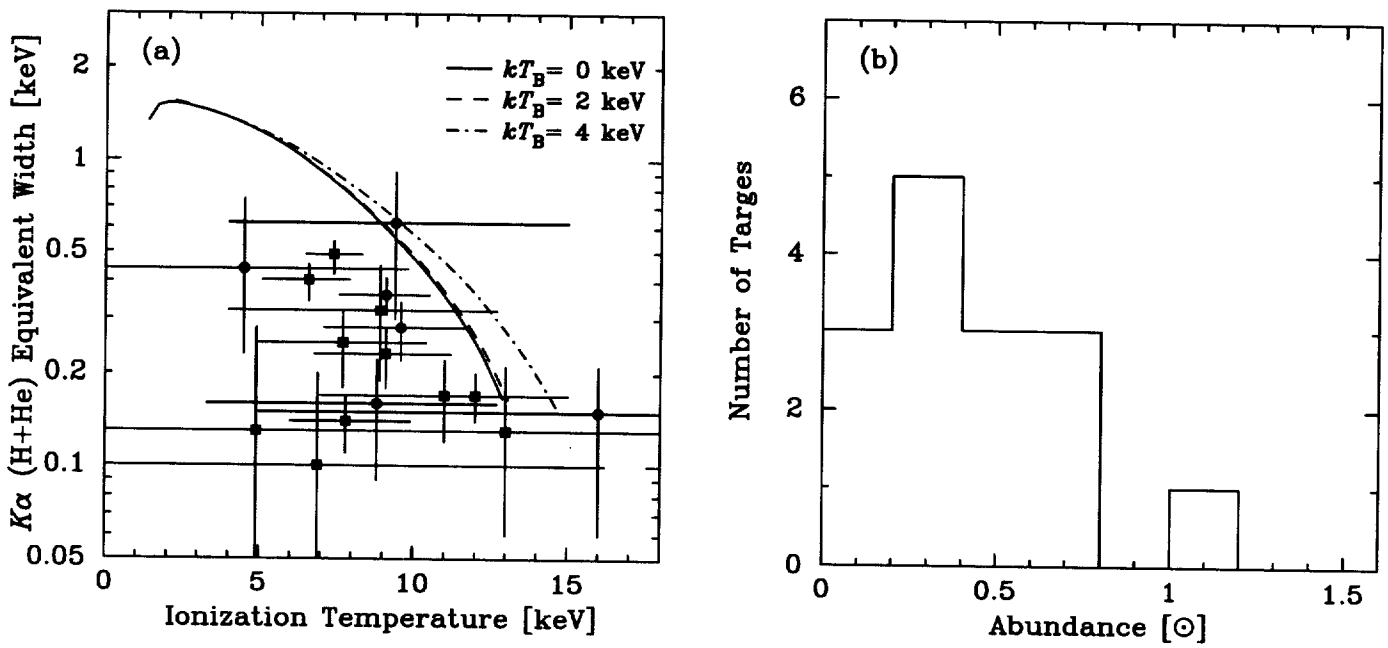 (a)
kT_B= 0 keV
kT_B= 2 keV
kT_B= 4 keV
Kα (H+He) Equivalent Width [keV]
2
1
0.5
0.2
0.1
0.05
0
5
10
15
Ionization Temperature [keV]
(b)
Number of Targes
6
4
2
0
0
0.5
1
1.5
Abundance [⊙]